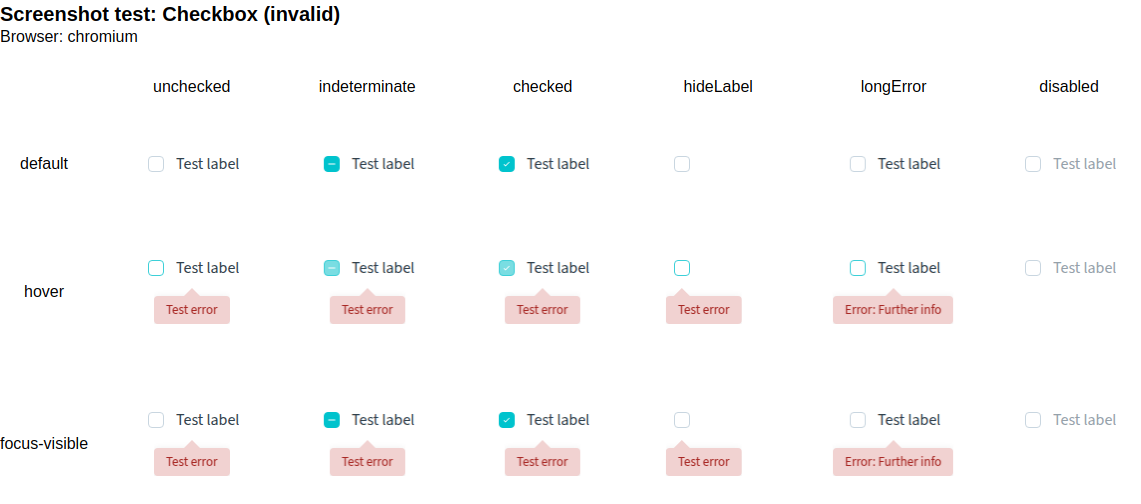 Screenshot test: Checkbox (invalid)
Browser: chromium
unchecked indeterminate checked hideLabel longError disabled
default Test label Test label Test label Test label Test label
Test label Test label Test label Test label Test label
hover
Test error Test error Test error Test error Error: Further info
Test label Test label Test label Test label Test label
focus-visible
Test error Test error Test error Test error Error: Further info